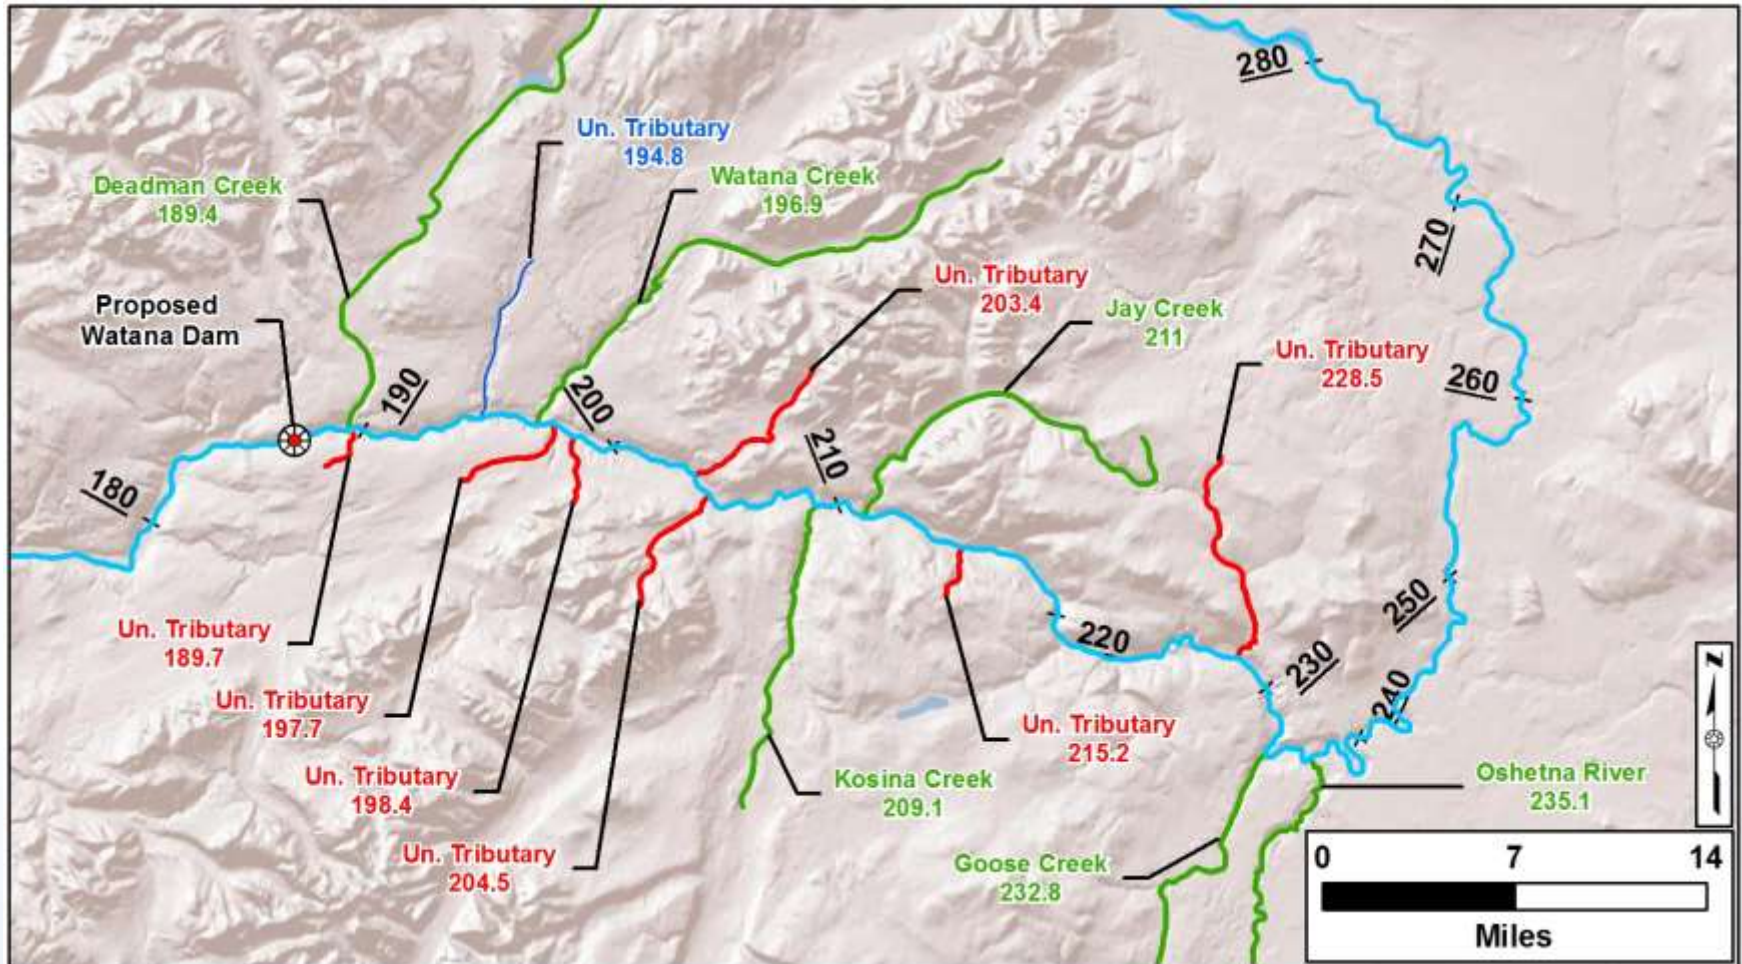 280
Un. Tributary
194.8
Deadman Creek
189.4
Watana Creek
196.9
270
Un. Tributary
203.4
Jay Creek
211
Proposed
Watana Dam
Un. Tributary
228.5
190
200
260
210
180
250
Un. Tributary
189.7
220
230
240
Un. Tributary
197.7
Un. Tributary
215.2
Un. Tributary
198.4
Kosina Creek
209.1
Oshetna River
235.1
Un. Tributary
204.5
Goose Creek
232.8
N
0 7 14
Miles